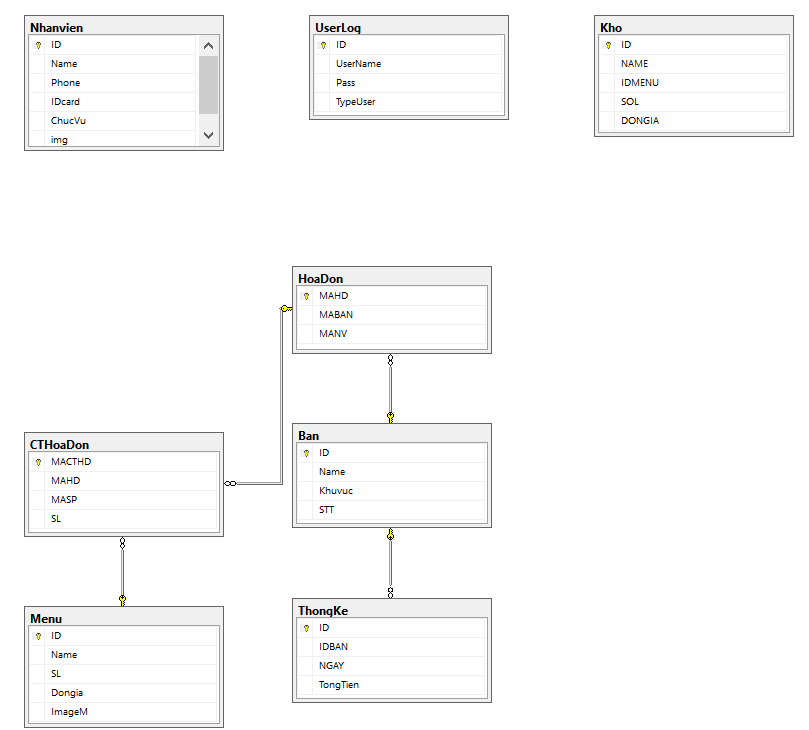 Nhanvien
ID
Name
Phone
IDcard
ChucVu
img
UserLog
ID
UserName
Pass
TypeUser
Kho
ID
NAME
IDMENU
SOL
DONGIA
HoaDon
MAHD
MABAN
MANV
CTHoaDon
MACTHD
MAHD
MASP
SL
Ban
ID
Name
Khuvuc
STT
Menu
ID
Name
SL
Dongia
ImageM
ThongKe
ID
IDBAN
NGAY
TongTien